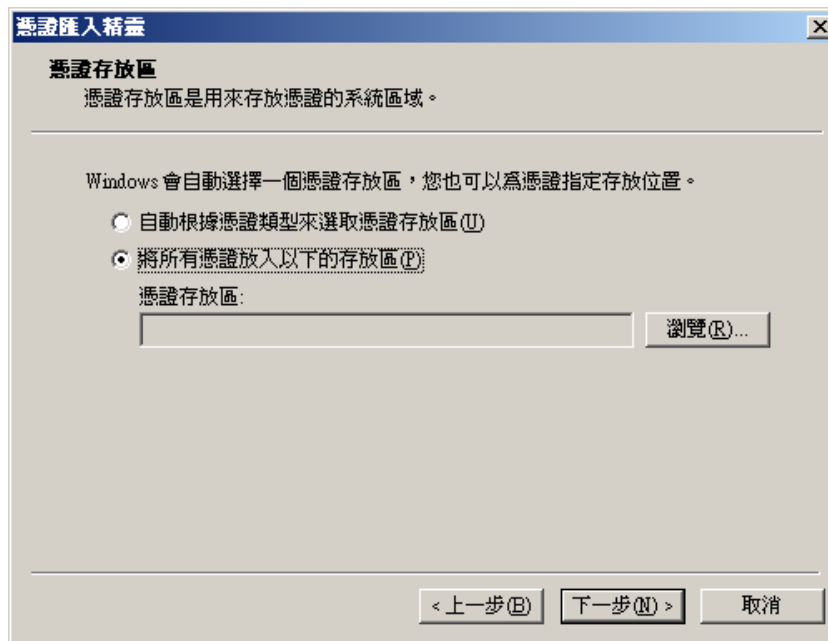 憑證匯入精靈
憑證存放區
憑證存放區是用來存放憑證的系統區域。
Windows 會自動選擇一個憑證存放區，您也可以爲憑證指定存放位置。
自動根據憑證類型來選取憑證存放區(U)
將所有憑證放入以下的存放區(P)
憑證存放區:
瀏覽(R)...
< 上一步(B) 下一步(N) > 取消